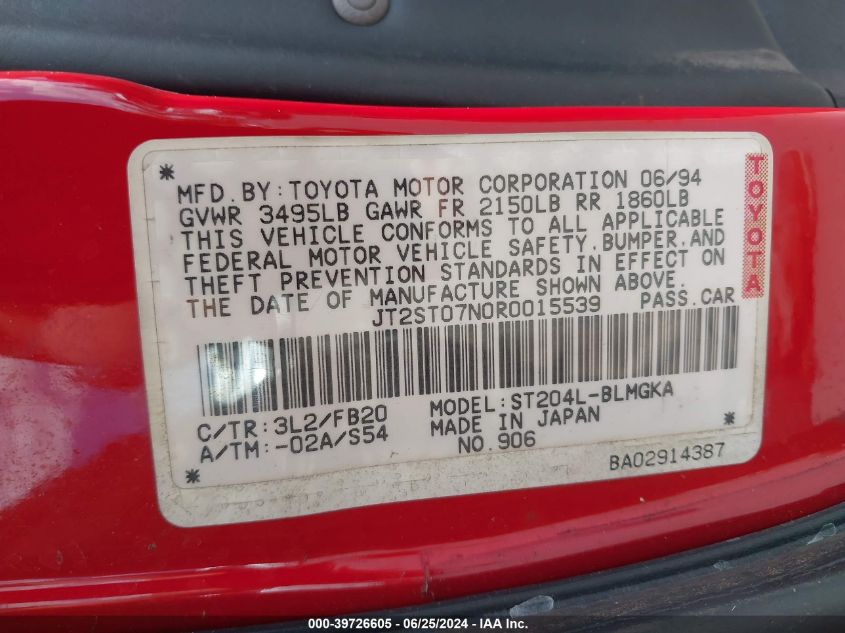 MFD. BY: TOYOTA MOTOR CORPORATION 06/94
GVWR 3495LB GAWR FR 2150LB RR 1860LB
THIS VEHICLE CONFORMS TO ALL APPLICABLE
FEDERAL MOTOR VEHICLE SAFETY, BUMPER, AND
THEFT PREVENTION STANDARDS IN EFFECT ON
THE DATE OF MANUFACTURE SHOWN ABOVE.
JT2ST07N0R0015539 PASS. CAR
TOYOTA
C/TR: 3L2/FB20 MODEL: ST204L-BLMGKA
A/TM: -02A/S54 MADE IN JAPAN
NO. 906
BA02914387
000-39726605 - 06/25/2024 - © IAA, Inc.